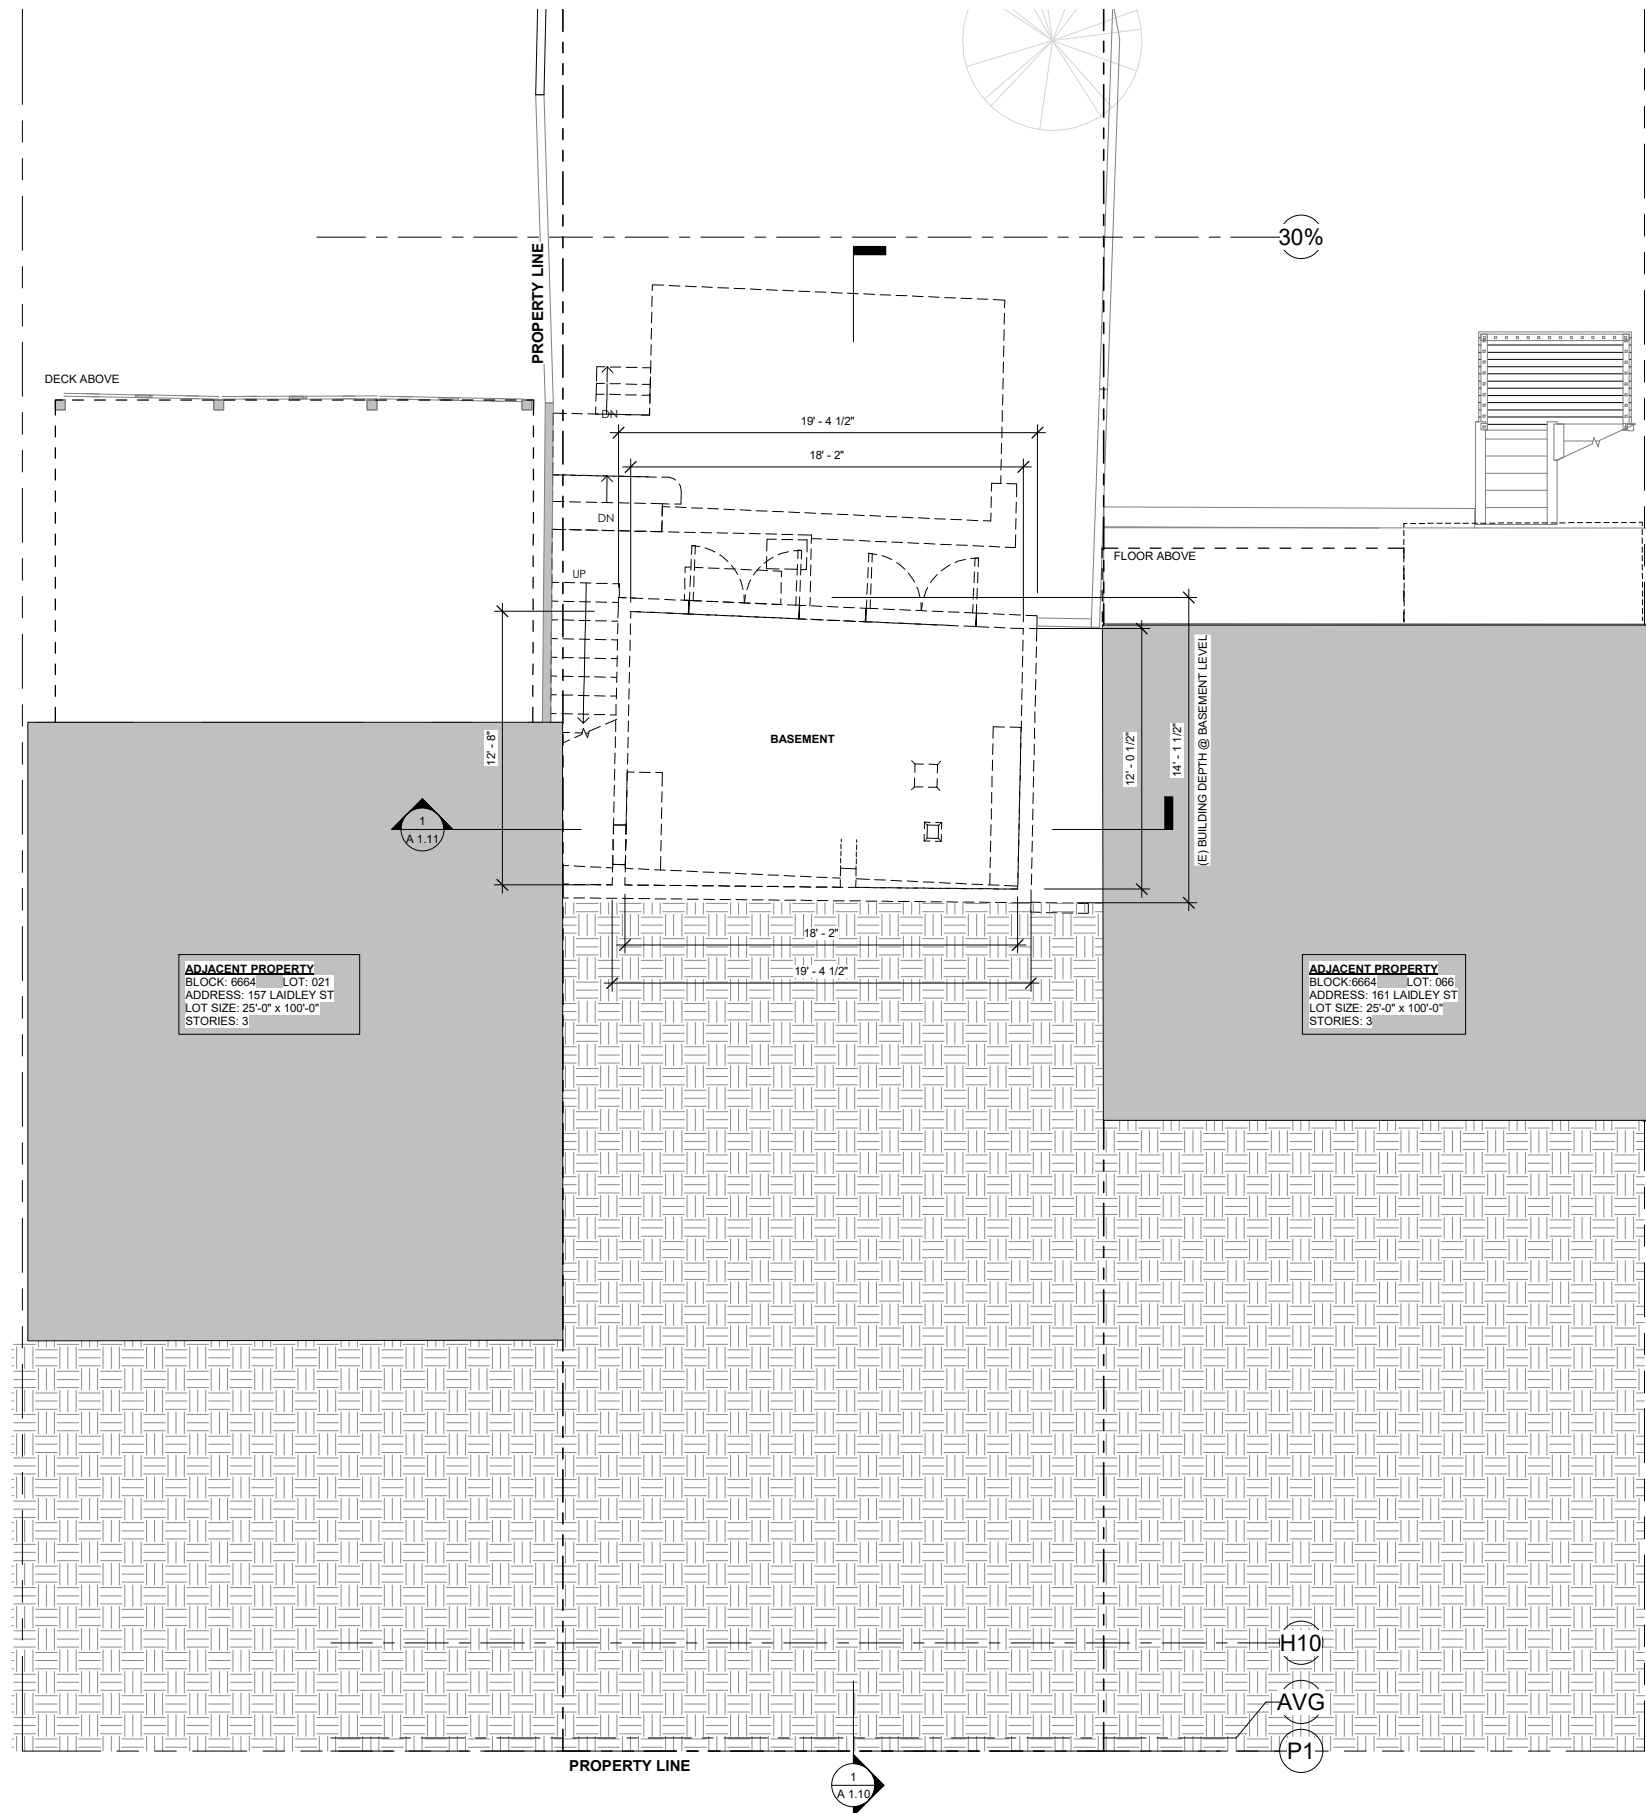 30%
PROPERTY LINE
DECK ABOVE
DN
19' - 4 1/2"
18' - 2"
DN
FLOOR ABOVE
UP
(E) BUILDING DEPTH @ BASEMENT LEVEL
12' - 8"
BASEMENT
12' - 0 1/2"
14' - 1 1/2"
1
A 1.11
18' - 2"
19' - 4 1/2"
ADJACENT PROPERTY
BLOCK: 6664 LOT: 021
ADDRESS: 157 LAIDLEY ST
LOT SIZE: 25'-0" x 100'-0"
STORIES: 3
ADJACENT PROPERTY
BLOCK:6664 LOT: 066
ADDRESS: 161 LAIDLEY ST
LOT SIZE: 25'-0" x 100'-0"
STORIES: 3
H10
AVG
P1
PROPERTY LINE
1
A 1.10